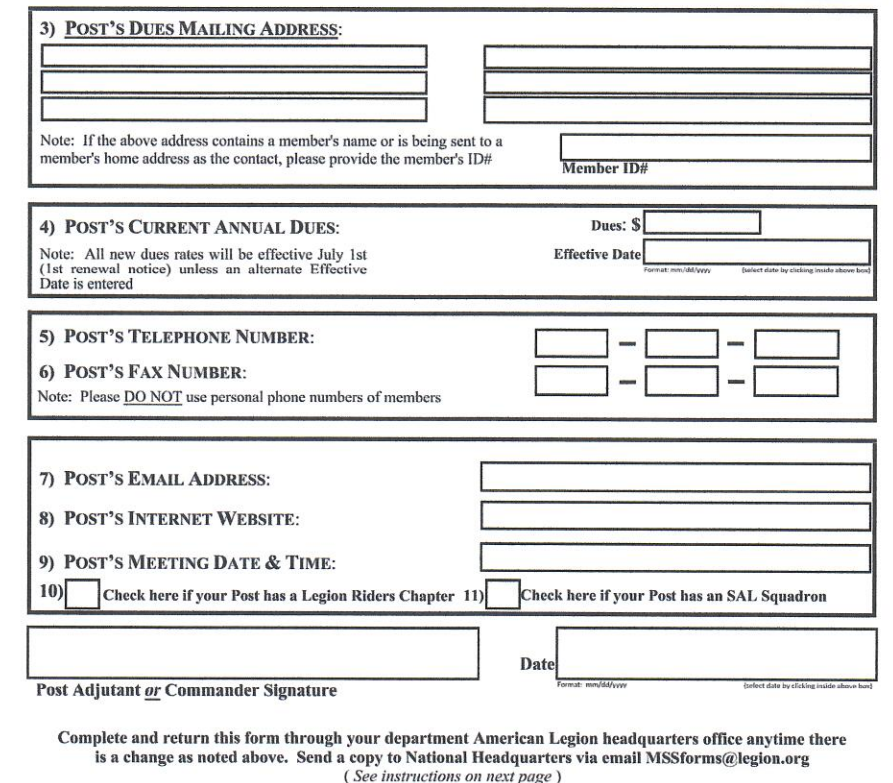 3) POST'S DUES MAILING ADDRESS:
Note: If the above address contains a member's name or is being sent to a
member's home address as the contact, please provide the member's ID#
Member ID#
4) POST'S CURRENT ANNUAL DUES:
Dues: $
Note: All new dues rates will be effective July 1st
(1st renewal notice) unless an alternate Effective
Date is entered
Effective Date
Format: mm/dd/yyyy (select date by clicking inside above box)
5) POST'S TELEPHONE NUMBER:
– –
6) POST'S FAX NUMBER:
– –
Note: Please DO NOT use personal phone numbers of members
7) POST'S EMAIL ADDRESS:
8) POST'S INTERNET WEBSITE:
9) POST'S MEETING DATE & TIME:
10) Check here if your Post has a Legion Riders Chapter 11) Check here if your Post has an SAL Squadron
Date
Format: mm/dd/yyyy (select date by clicking inside above box)
Post Adjutant or Commander Signature
Complete and return this form through your department American Legion headquarters office anytime there
is a change as noted above. Send a copy to National Headquarters via email MSSforms@legion.org
( See instructions on next page )